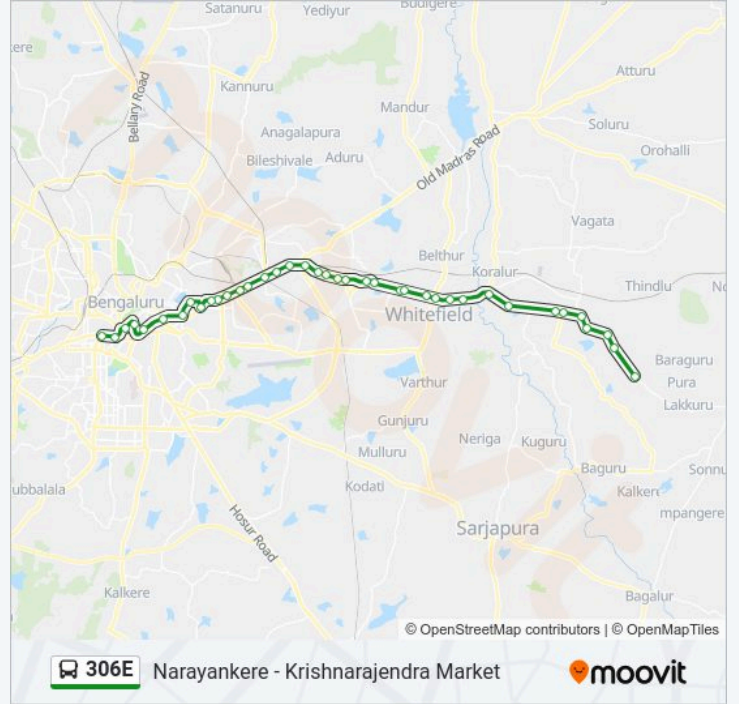 Satanuru
Yediyur
Budigere
ere
Bellary Road
Kannuru
Atturu
Mandur
Soluru
Anagalapura
Old Madras Road
Orohalli
Bileshivale
Aduru
Vagata
Belthur
Koralur
Thindlu
Bengaluru
Whitefield
Baraguru
Varthur
Pura
Lakkuru
Gunjuru
Neriga
Kuguru
Mulluru
Baguru
Sonnu
ubbalala
Kodati
Kalkere
mpangere
Hosur Road
Sarjapura
Kalkere
Bagalur
© OpenStreetMap contributors | © OpenMapTiles
306E
Narayankere - Krishnarajendra Market
moovit